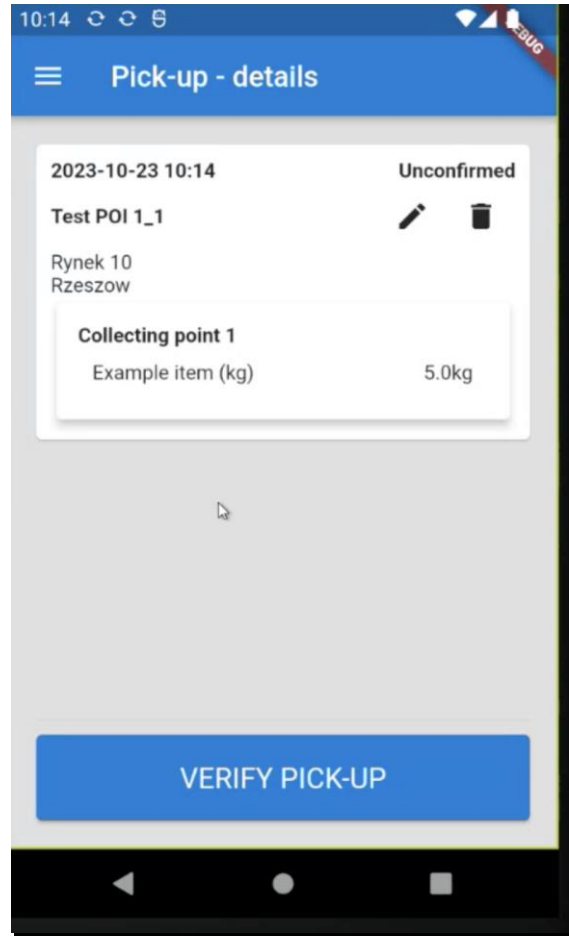 10:14
DEBUG
Pick-up - details
2023-10-23 10:14 Unconfirmed
Test POI 1_1
Rynek 10
Rzeszow
Collecting point 1
Example item (kg) 5.0kg
VERIFY PICK-UP